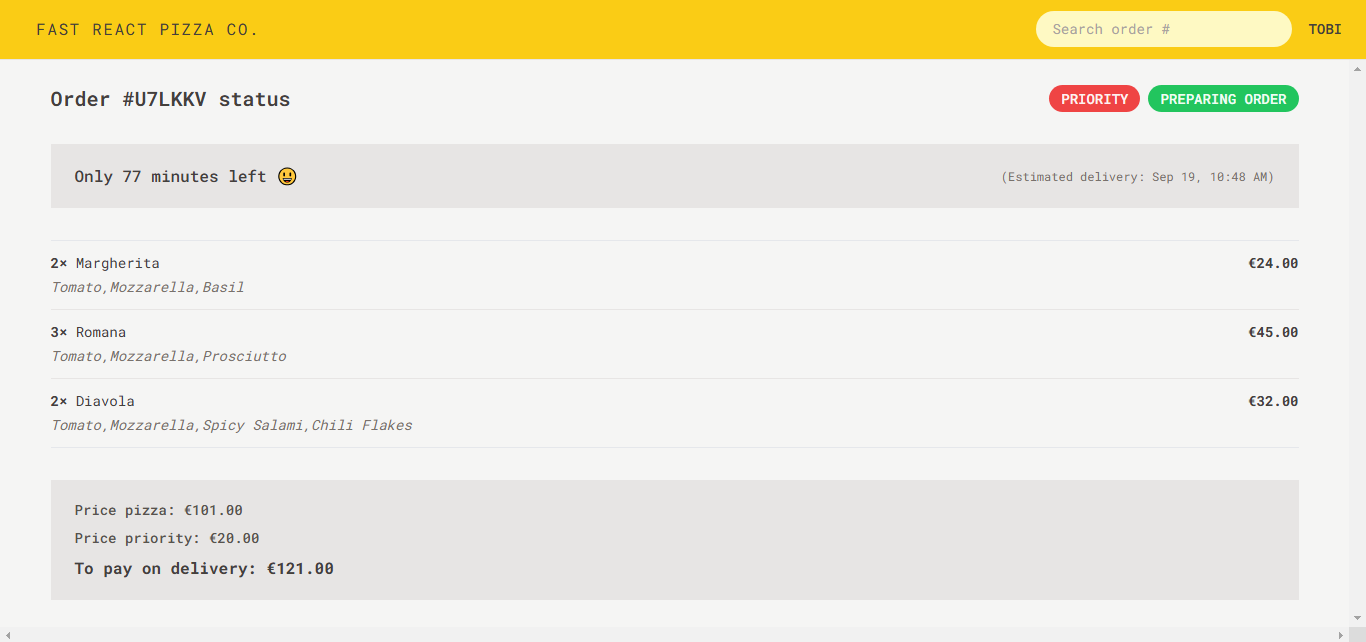 FAST REACT PIZZA CO.
Search order #
TOBI
Order #U7LKKV status
PRIORITY
PREPARING ORDER
Only 77 minutes left 😃
(Estimated delivery: Sep 19, 10:48 AM)
2× Margherita
€24.00
Tomato,Mozzarella,Basil
3× Romana
€45.00
Tomato,Mozzarella,Prosciutto
2× Diavola
€32.00
Tomato,Mozzarella,Spicy Salami,Chili Flakes
Price pizza: €101.00
Price priority: €20.00
To pay on delivery: €121.00